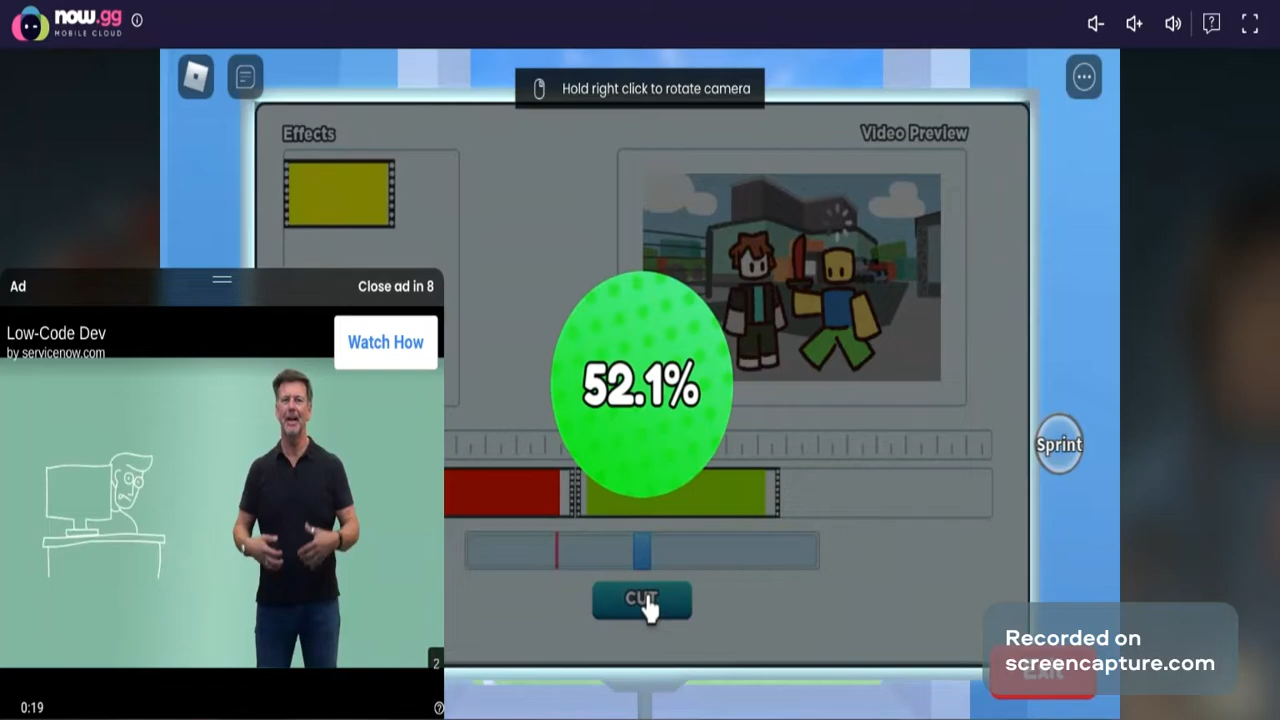 now.gg
MOBILE CLOUD
Hold right click to rotate camera
Effects
Video Preview
Ad
Close ad in 8
Low-Code Dev
by servicenow.com
Watch How
52.1%
Sprint
CUT
Recorded on
screencapture.com
Exit
2
0:19